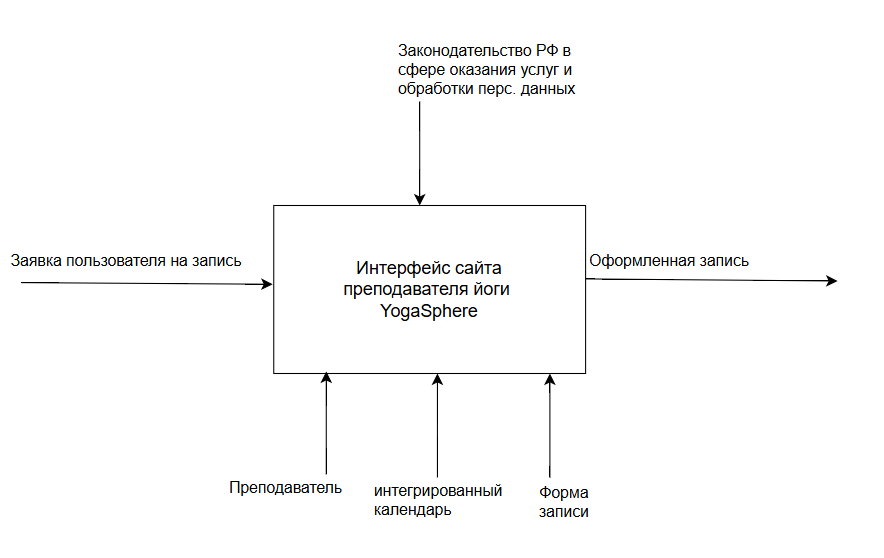 Законодательство РФ в
сфере оказания услуг и
обработки перс. данных
Заявка пользователя на запись
Интерфейс сайта
преподавателя йоги
YogaSphere
Оформленная запись
Преподаватель
интегрированный
календарь
Форма
записи